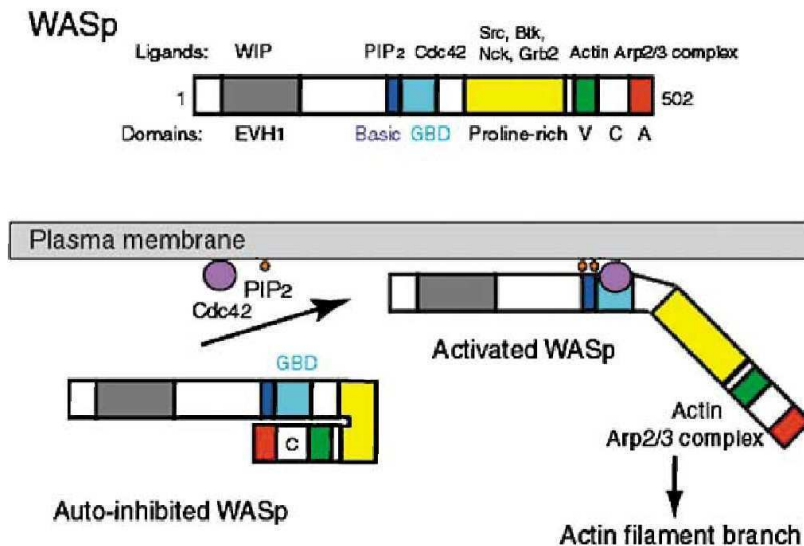 WASp
Src, Btk,
Ligands: WIP PIP2 Cdc42 Nck, Grb2 Actin Arp2/3 complex
1 502
Domains: EVH1 Basic GBD Proline-rich V C A
Plasma membrane
Cdc42
PIP2
GBD
C
Auto-inhibited WASp
Activated WASp
Actin
Arp2/3 complex
Actin filament branch